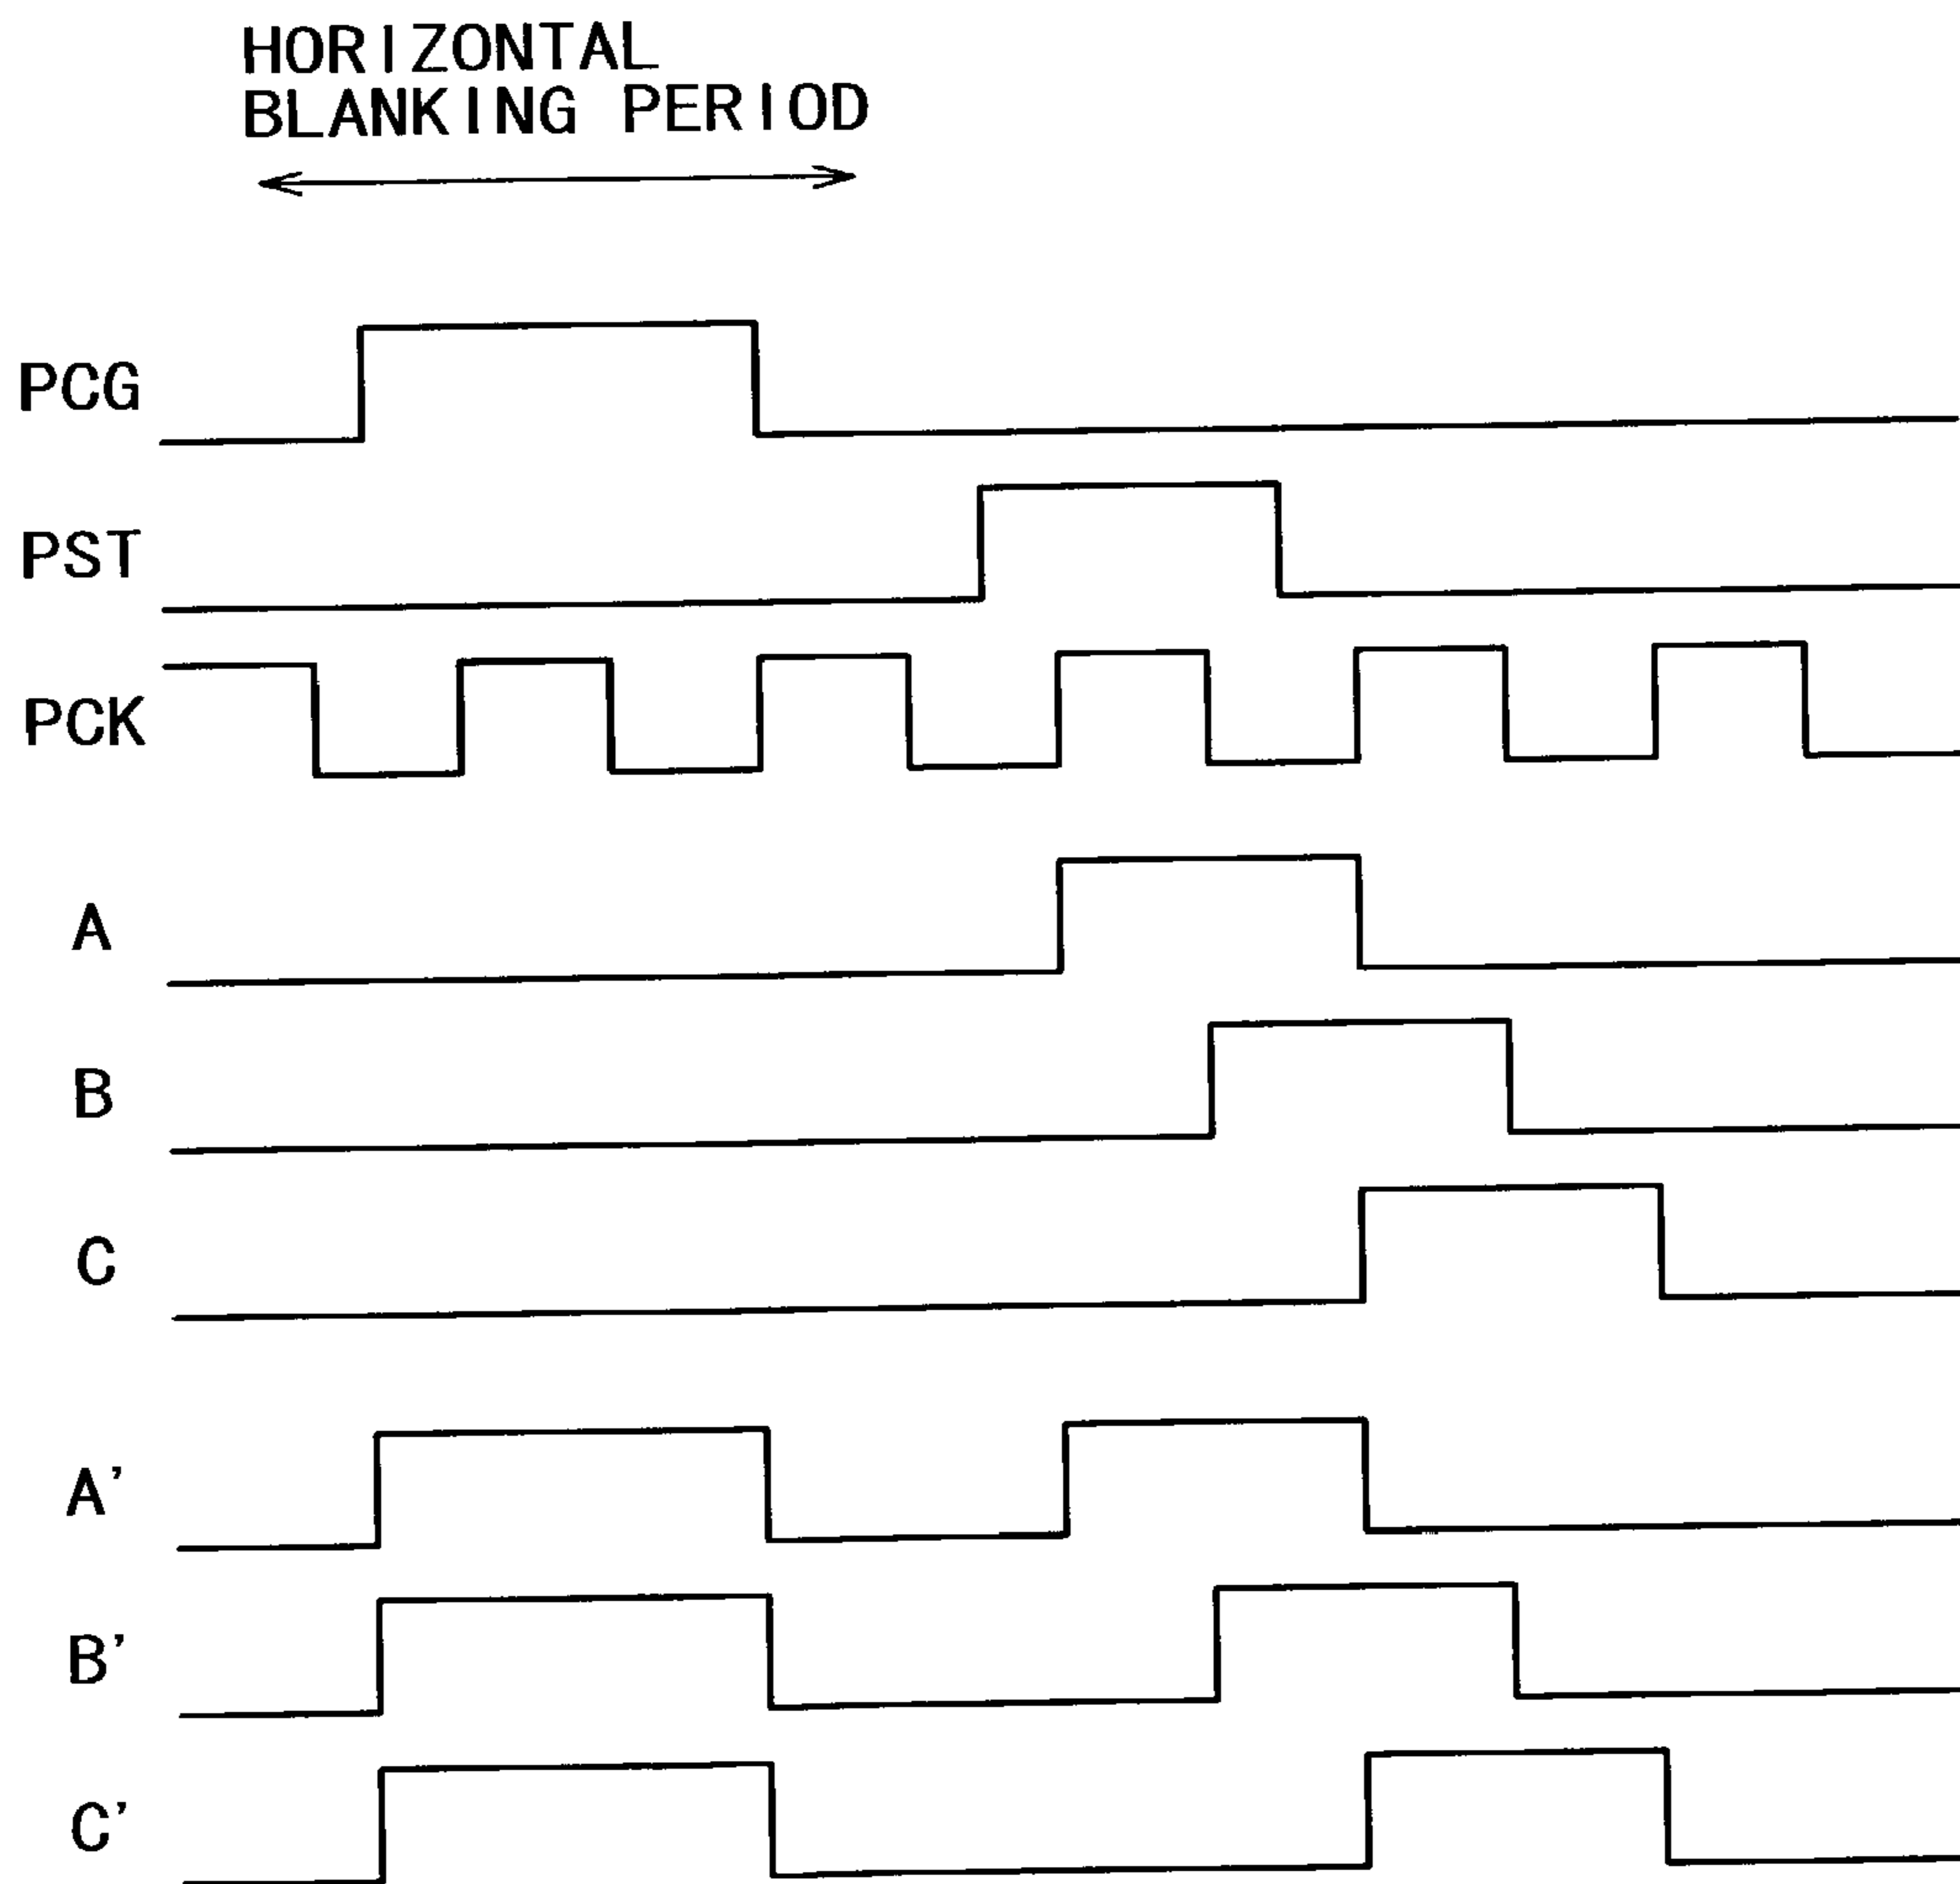 HORIZONTAL
BLANKING PERIOD
PCG
PST
PCK
A
B
C
A'
B'
C'